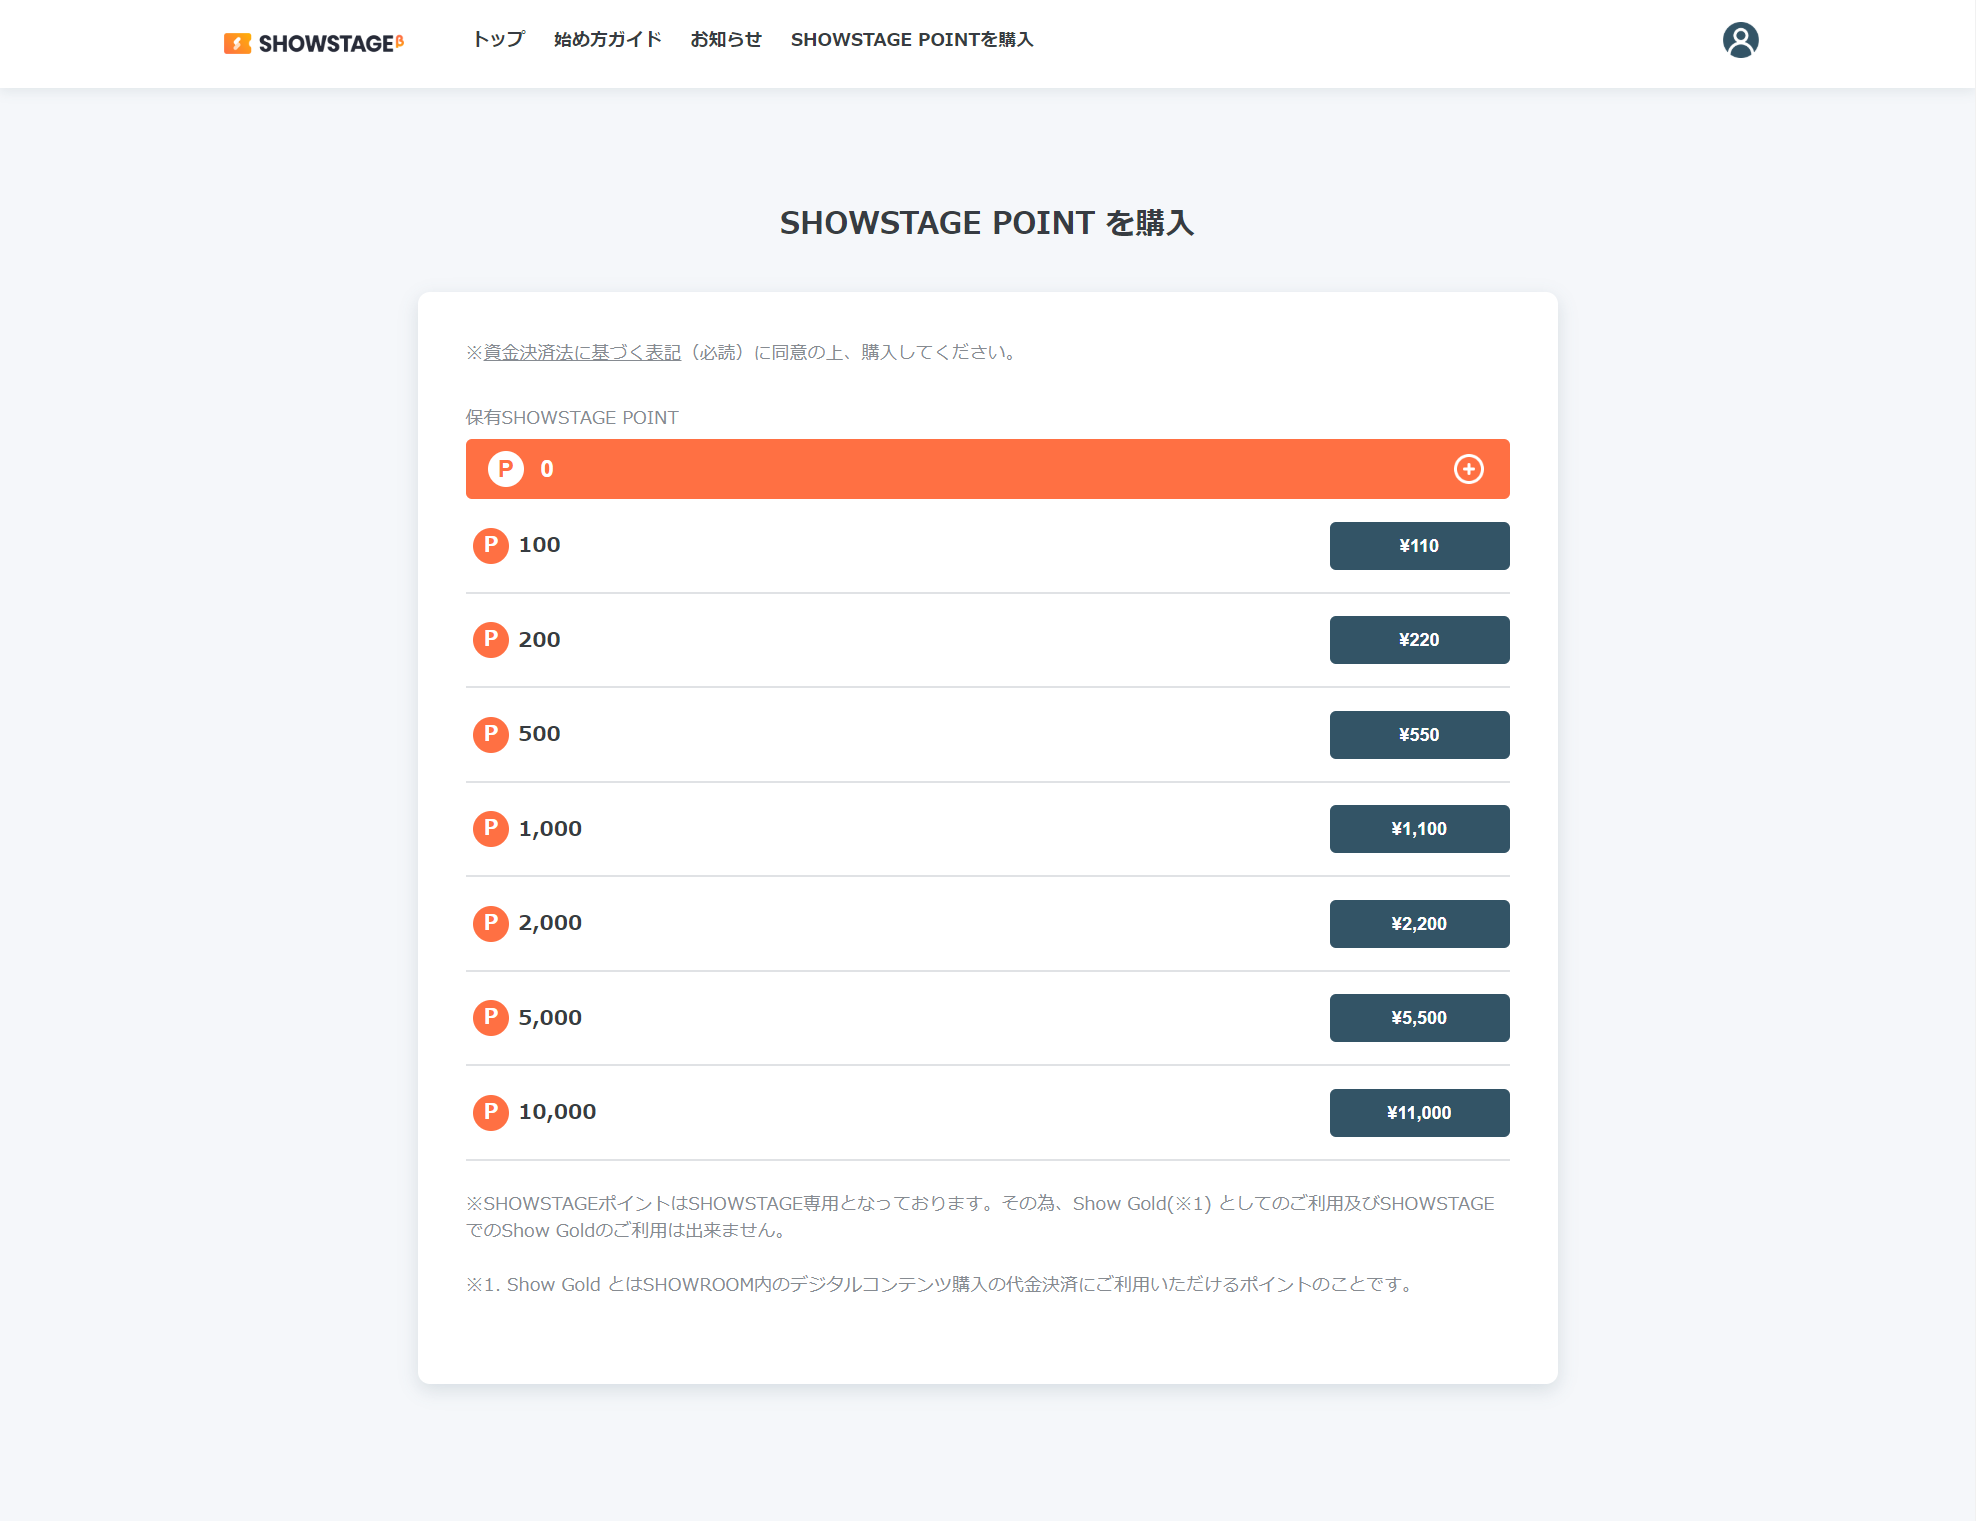 SHOWSTAGEβ
トップ 始め方ガイド お知らせ SHOWSTAGE POINTを購入
SHOWSTAGE POINT を購入
※資金決済法に基づく表記（必読）に同意の上、購入してください。
保有SHOWSTAGE POINT
P 0
P 100 ¥110
P 200 ¥220
P 500 ¥550
P 1,000 ¥1,100
P 2,000 ¥2,200
P 5,000 ¥5,500
P 10,000 ¥11,000
※SHOWSTAGEポイントはSHOWSTAGE専用となっております。その為、Show Gold(※1) としてのご利用及びSHOWSTAGE
でのShow Goldのご利用は出来ません。
※1. Show Gold とはSHOWROOM内のデジタルコンテンツ購入の代金決済にご利用いただけるポイントのことです。